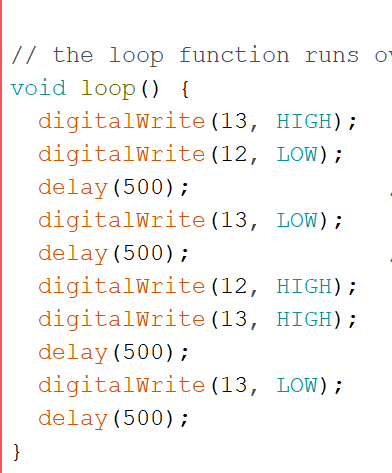 // the loop function runs
void loop() {
digitalWrite(13, HIGH);
digitalWrite(12, LOW);
delay(500);
digitalWrite(13, LOW);
delay(500);
digitalWrite(12, HIGH);
digitalWrite(13, HIGH);
delay(500);
digitalWrite(13, LOW);
delay(500);
}